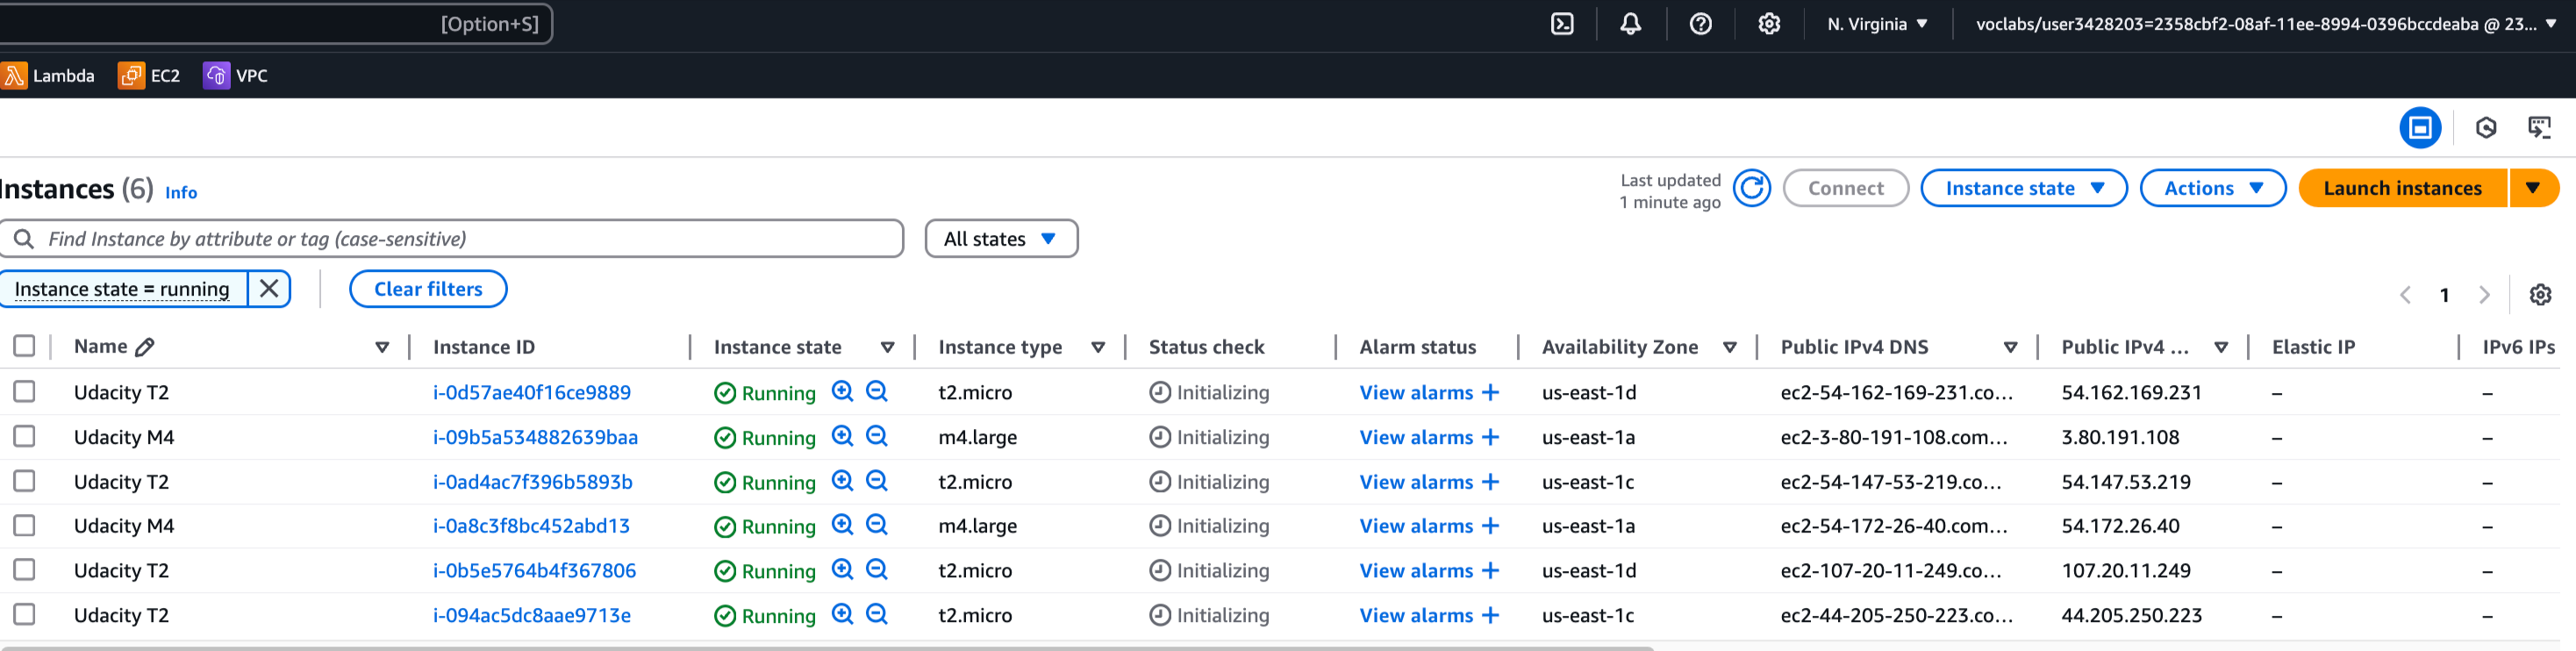 [Option+S]
N. Virginia
voclabs/user3428203=2358cbf2-08af-11ee-8994-0396bccdeaba @ 23...
Lambda EC2 VPC
Instances (6) Info
Last updated
1 minute ago
Connect Instance state Actions Launch instances
Find Instance by attribute or tag (case-sensitive)
All states
Instance state = running
Clear filters
1
Name Instance ID Instance state Instance type Status check Alarm status Availability Zone Public IPv4 DNS Public IPv4 ... Elastic IP IPv6 IPs
Udacity T2 i-0d57ae40f16ce9889 Running t2.micro Initializing View alarms + us-east-1d ec2-54-162-169-231.co... 54.162.169.231 – –
Udacity M4 i-09b5a534882639baa Running m4.large Initializing View alarms + us-east-1a ec2-3-80-191-108.com... 3.80.191.108 – –
Udacity T2 i-0ad4ac7f396b5893b Running t2.micro Initializing View alarms + us-east-1c ec2-54-147-53-219.co... 54.147.53.219 – –
Udacity M4 i-0a8c3f8bc452abd13 Running m4.large Initializing View alarms + us-east-1a ec2-54-172-26-40.com... 54.172.26.40 – –
Udacity T2 i-0b5e5764b4f367806 Running t2.micro Initializing View alarms + us-east-1d ec2-107-20-11-249.co... 107.20.11.249 – –
Udacity T2 i-094ac5dc8aae9713e Running t2.micro Initializing View alarms + us-east-1c ec2-44-205-250-223.co... 44.205.250.223 – –